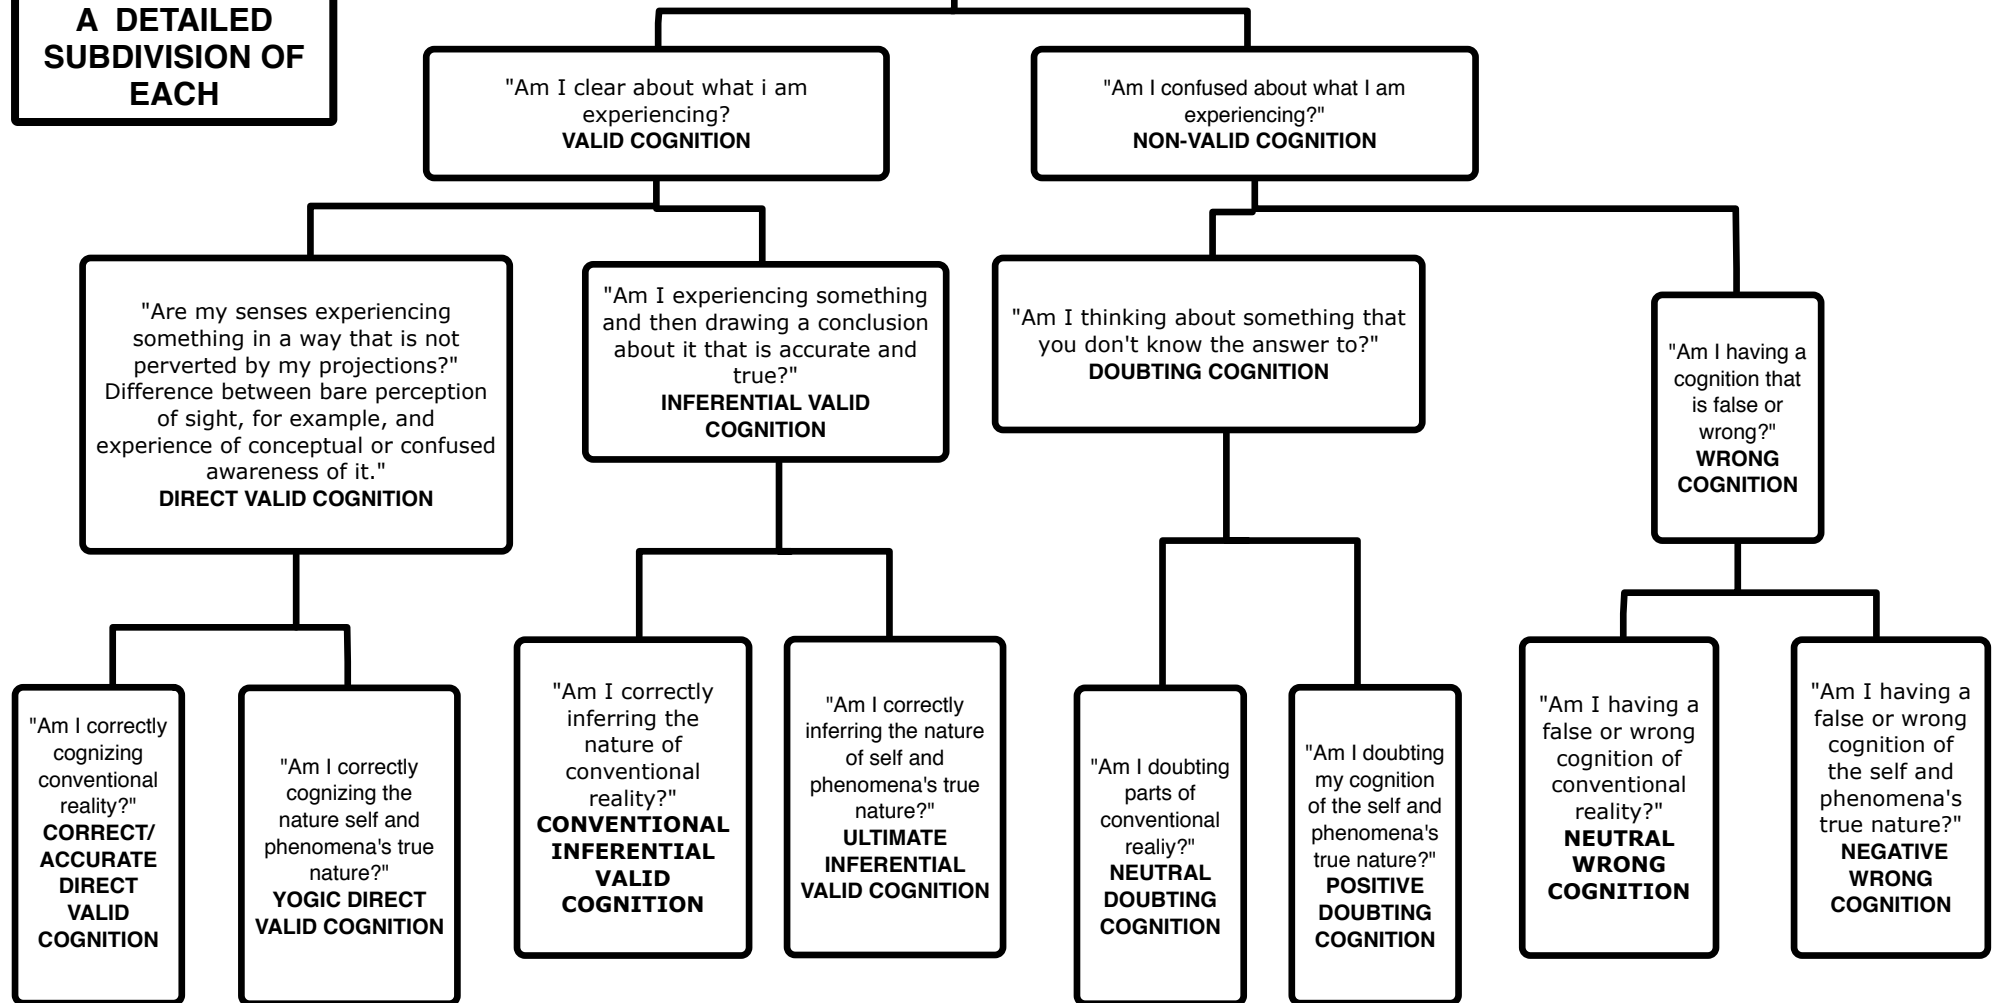 A DETAILED
SUBDIVISION OF
EACH
"Am I clear about what i am
experiencing?
VALID COGNITION
"Am I confused about what I am
experiencing?"
NON-VALID COGNITION
"Are my senses experiencing
something in a way that is not
perverted by my projections?"
Difference between bare perception
of sight, for example, and
experience of conceptual or confused
awareness of it."
DIRECT VALID COGNITION
"Am I experiencing something
and then drawing a conclusion
about it that is accurate and
true?"
INFERENTIAL VALID
COGNITION
"Am I thinking about something that
you don't know the answer to?"
DOUBTING COGNITION
"Am I having a
cognition that
is false or
wrong?"
WRONG
COGNITION
"Am I correctly
cognizing
conventional
reality?"
CORRECT/
ACCURATE
DIRECT
VALID
COGNITION
"Am I correctly
cognizing the
nature self and
phenomena's true
nature?"
YOGIC DIRECT
VALID COGNITION
"Am I correctly
inferring the
nature of
conventional
reality?"
CONVENTIONAL
INFERENTIAL
VALID
COGNITION
"Am I correctly
inferring the nature
of self and
phenomena's true
nature?"
ULTIMATE
INFERENTIAL
VALID COGNITION
"Am I doubting
parts of
conventional
realiy?"
NEUTRAL
DOUBTING
COGNITION
"Am I doubting
my cognition
of the self and
phenomena's
true nature?"
POSITIVE
DOUBTING
COGNITION
"Am I having a
false or wrong
cognition of
conventional
reality?"
NEUTRAL
WRONG
COGNITION
"Am I having a
false or wrong
cognition of
the self and
phenomena's
true nature?"
NEGATIVE
WRONG
COGNITION